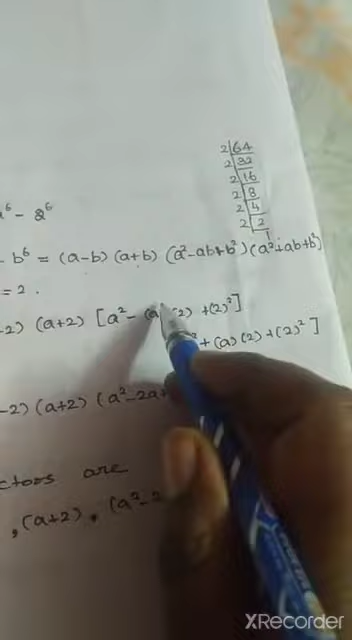 2|64
2|32
2|16
2|8
2|4
2|2
1
a⁶ - 2⁶
- b⁶ = (a-b) (a+b) (a²-ab+b²) (a²+ab+b²)
= 2.
-2) (a+2) [a² - (a) (2) + (2)²]
+ (a) (2) + (2)²]
-2) (a+2) (a²-2a+
ctors are
, (a+2), (a²-2
XRecorder